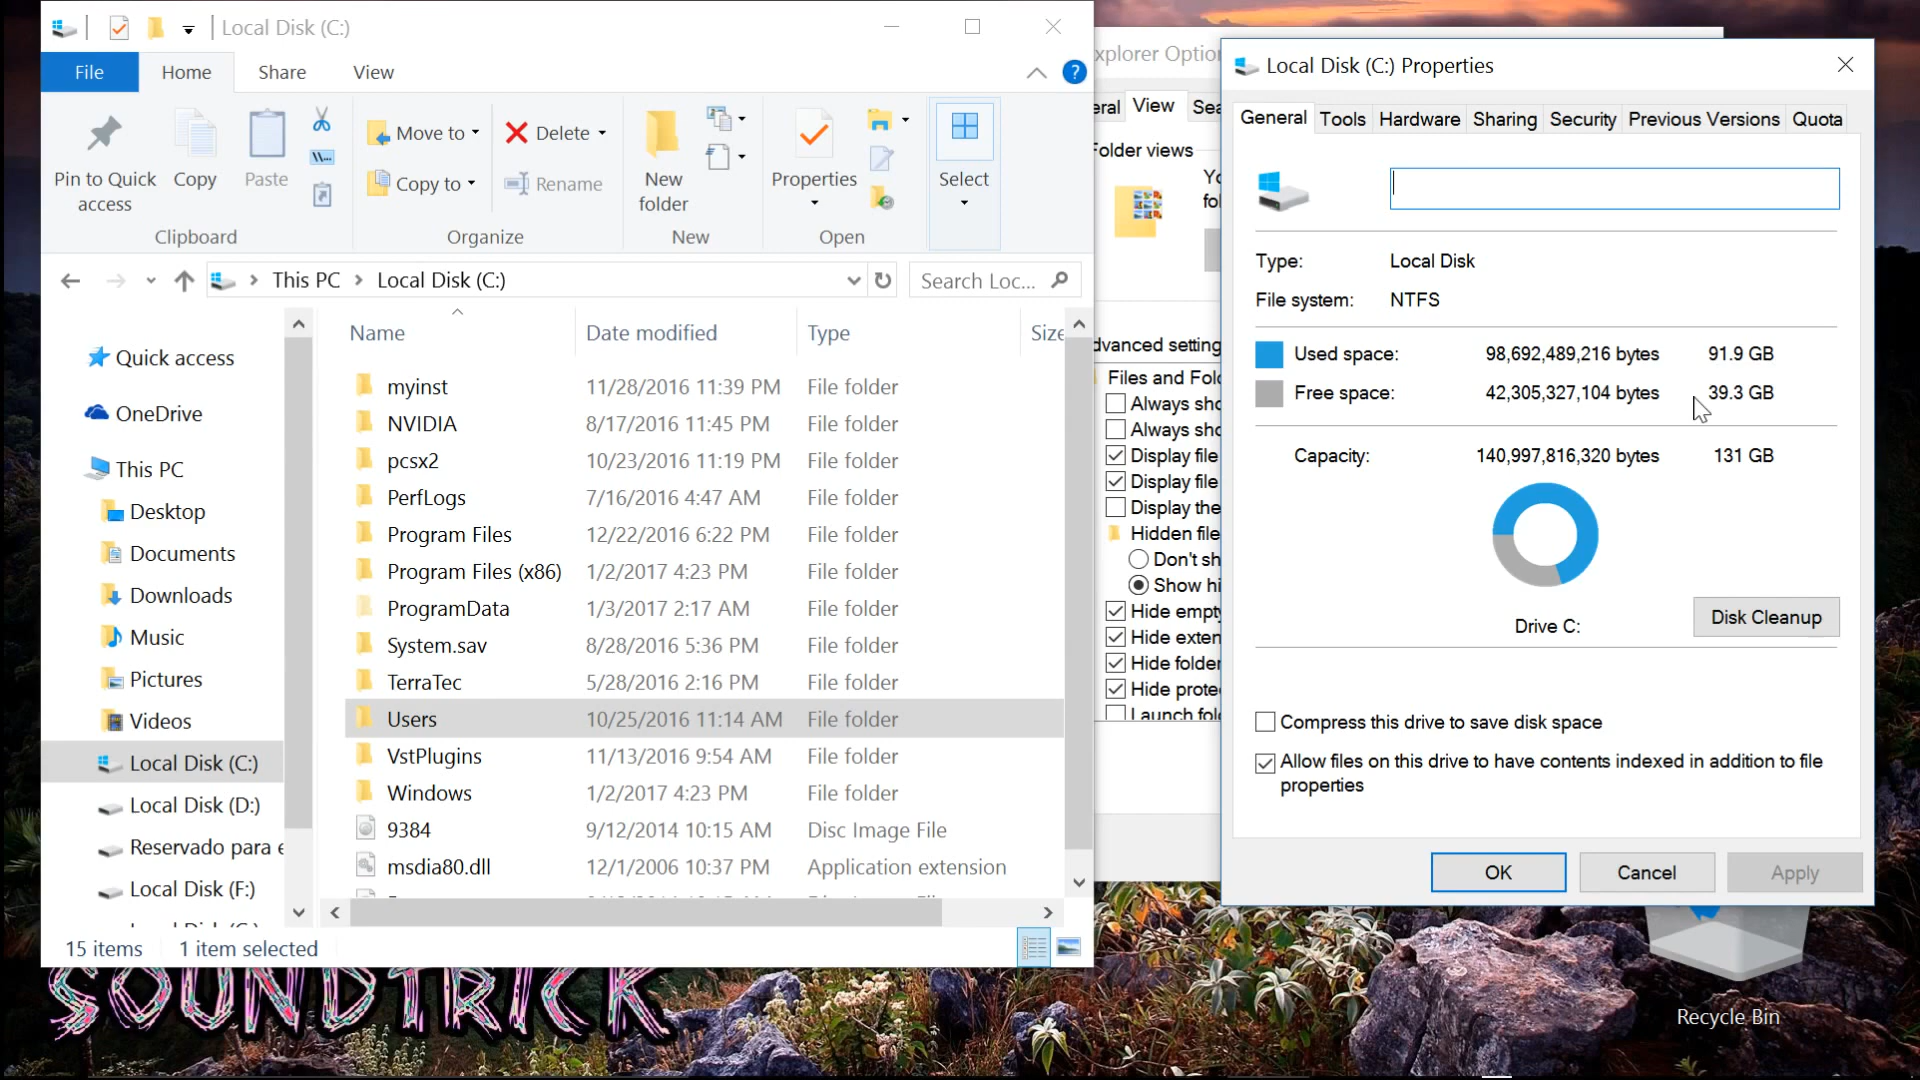 Local Disk (C:)
File Home Share View
Pin to Quick access
Copy
Paste
Clipboard
Move to
Copy to
Delete
Rename
Organize
New folder
New
Properties
Open
Select
This PC Local Disk (C:)
Search Loc...
Quick access
OneDrive
This PC
Desktop
Documents
Downloads
Music
Pictures
Videos
Local Disk (C:)
Local Disk (D:)
Reservado para e
Local Disk (F:)
Name Date modified Type Size
myinst 11/28/2016 11:39 PM File folder
NVIDIA 8/17/2016 11:45 PM File folder
pcsx2 10/23/2016 11:19 PM File folder
PerfLogs 7/16/2016 4:47 AM File folder
Program Files 12/22/2016 6:22 PM File folder
Program Files (x86) 1/2/2017 4:23 PM File folder
ProgramData 1/3/2017 2:17 AM File folder
System.sav 8/28/2016 5:36 PM File folder
TerraTec 5/28/2016 2:16 PM File folder
Users 10/25/2016 11:14 AM File folder
VstPlugins 11/13/2016 9:54 AM File folder
Windows 1/2/2017 4:23 PM File folder
9384 9/12/2014 10:15 AM Disc Image File
msdia80.dll 12/1/2006 10:37 PM Application extension
15 items 1 item selected
xplorer Option
eral View Sea
Folder views
Yo
fol
dvanced setting
Files and Fold
Always sho
Always sho
Display file
Display file
Display the
Hidden file
Don't sh
Show hi
Hide empty
Hide exten
Hide folder
Hide prote
Launch fol
Local Disk (C:) Properties
General Tools Hardware Sharing Security Previous Versions Quota
Type: Local Disk
File system: NTFS
Used space: 98,692,489,216 bytes 91.9 GB
Free space: 42,305,327,104 bytes 39.3 GB
Capacity: 140,997,816,320 bytes 131 GB
Drive C:
Disk Cleanup
Compress this drive to save disk space
Allow files on this drive to have contents indexed in addition to file
properties
OK Cancel Apply
SOUNDTRICK
Recycle Bin